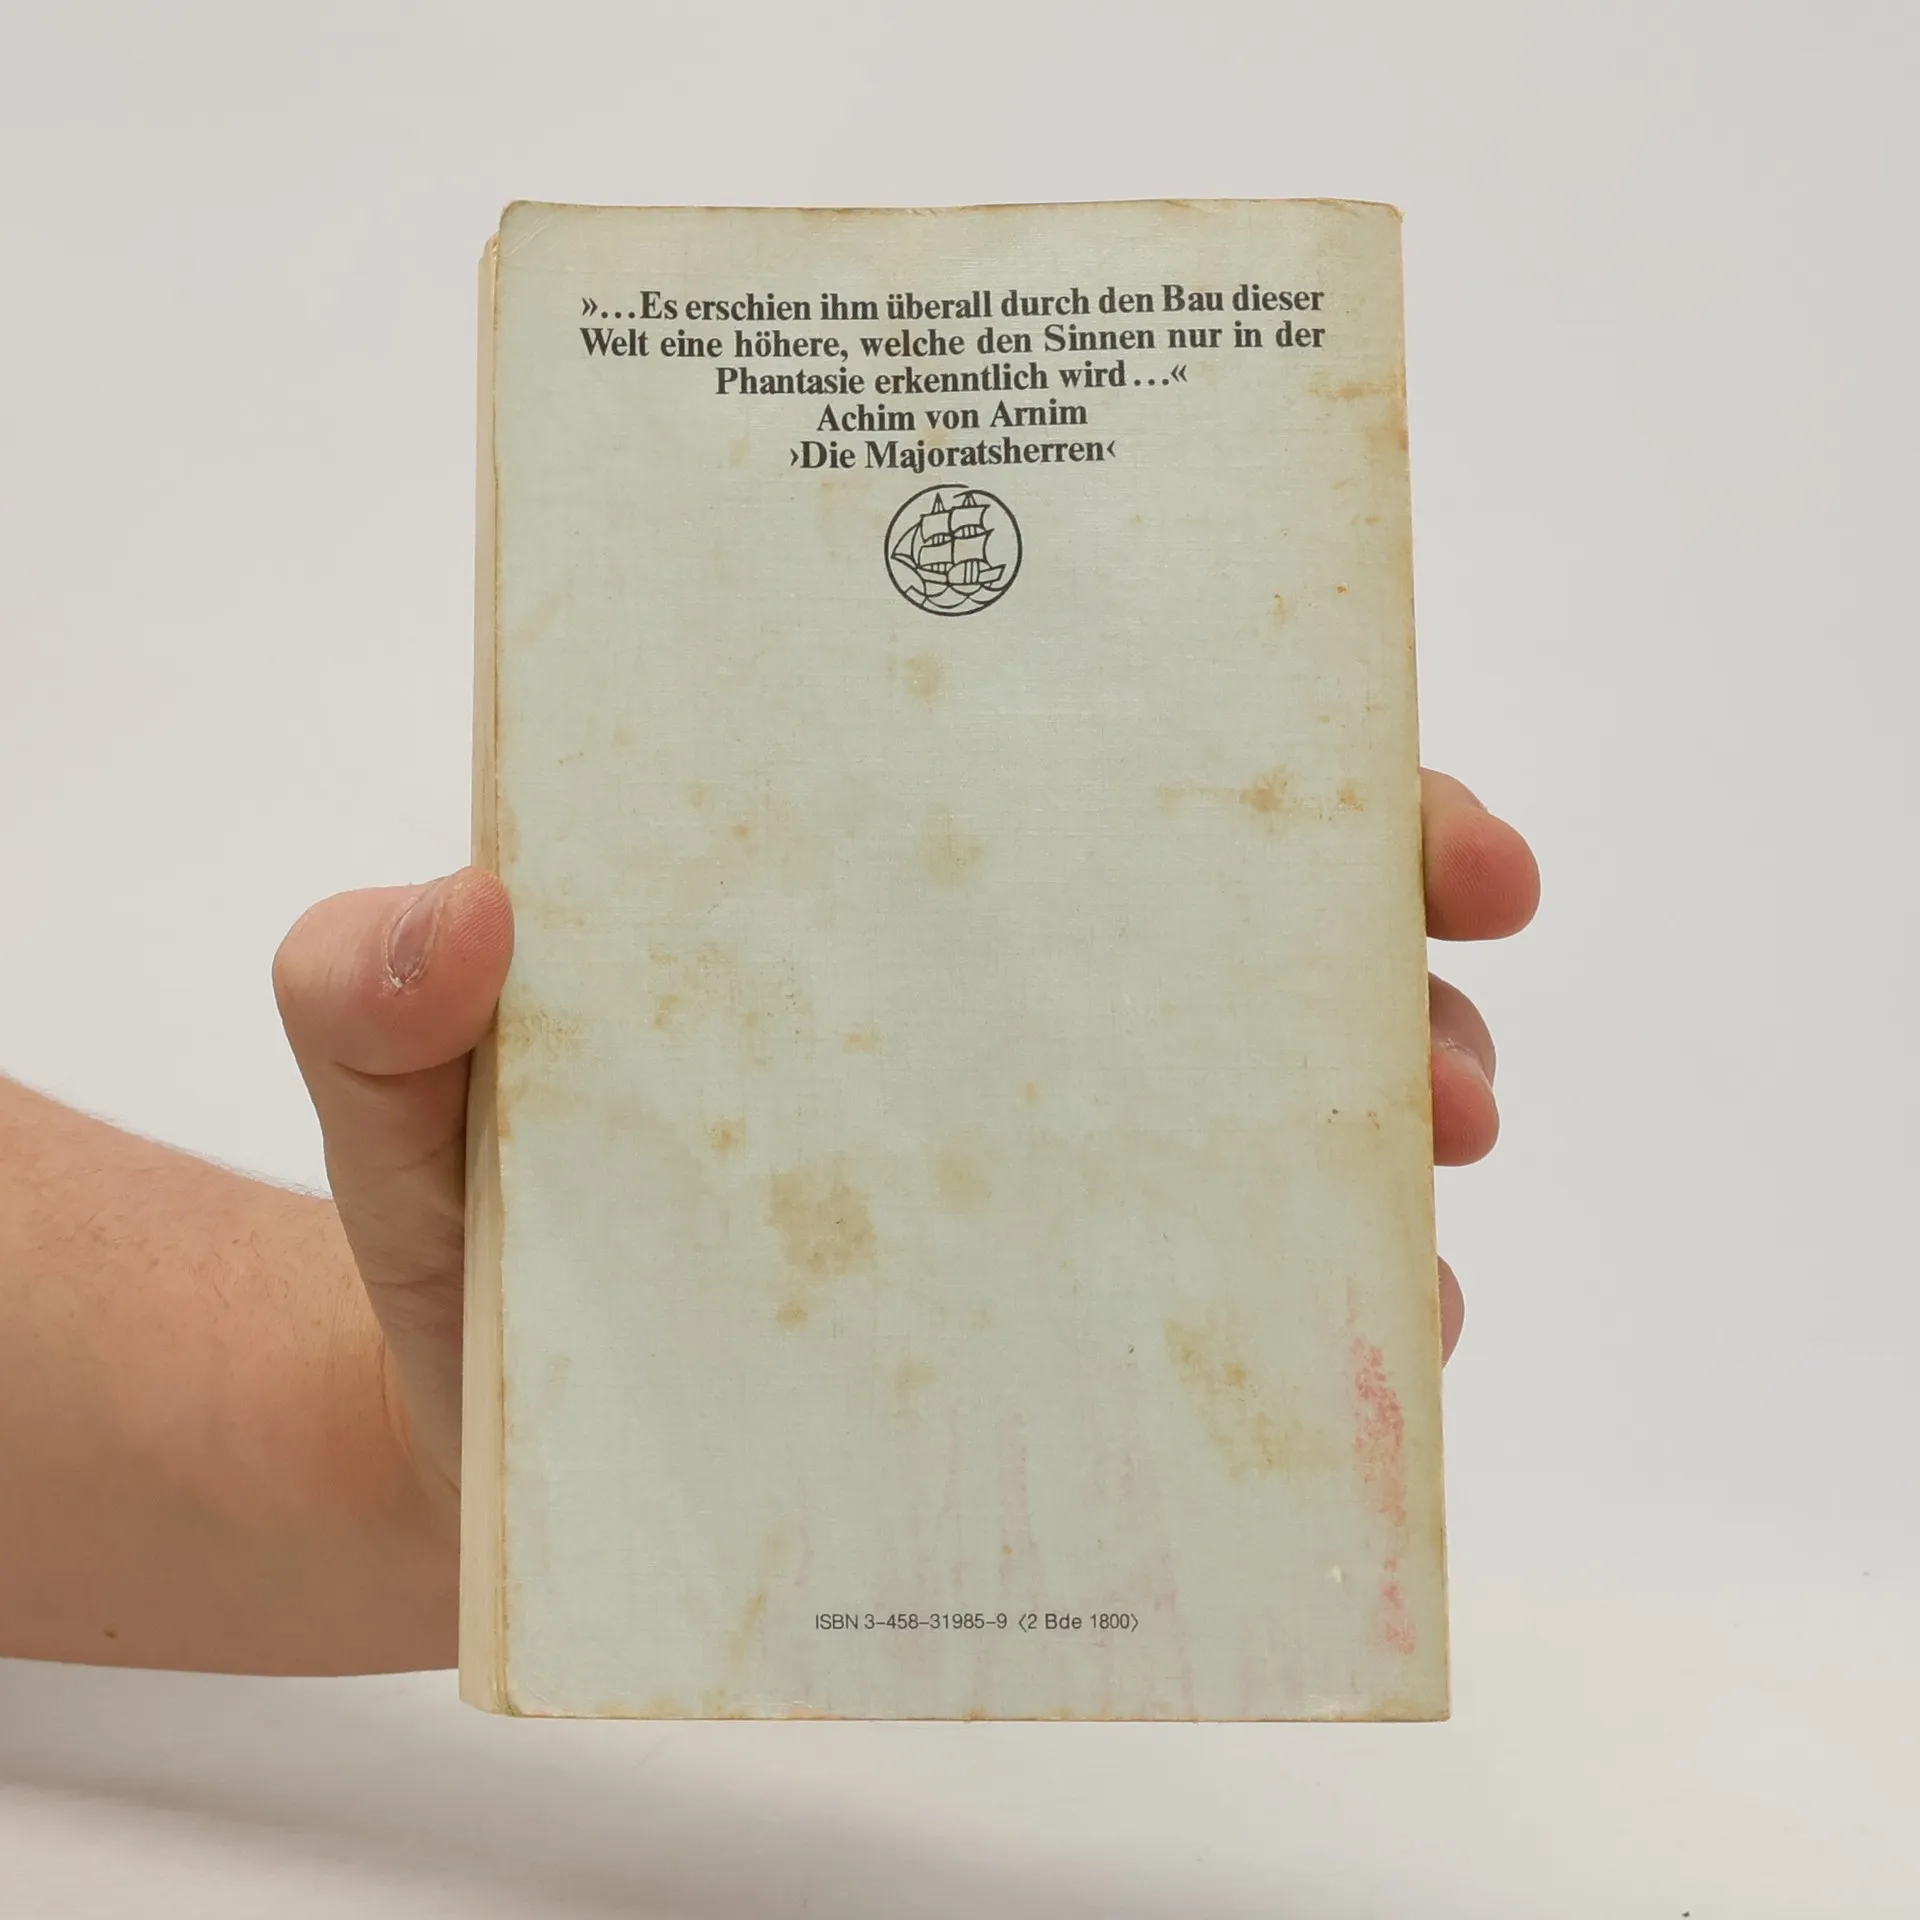 »...Es erschien ihm überall durch den Bau dieser
Welt eine höhere, welche den Sinnen nur in der
Phantasie erkenntlich wird...«
Achim von Arnim
›Die Majoratsherren‹
ISBN 3–458–31985–9 〈2 Bde 1800〉